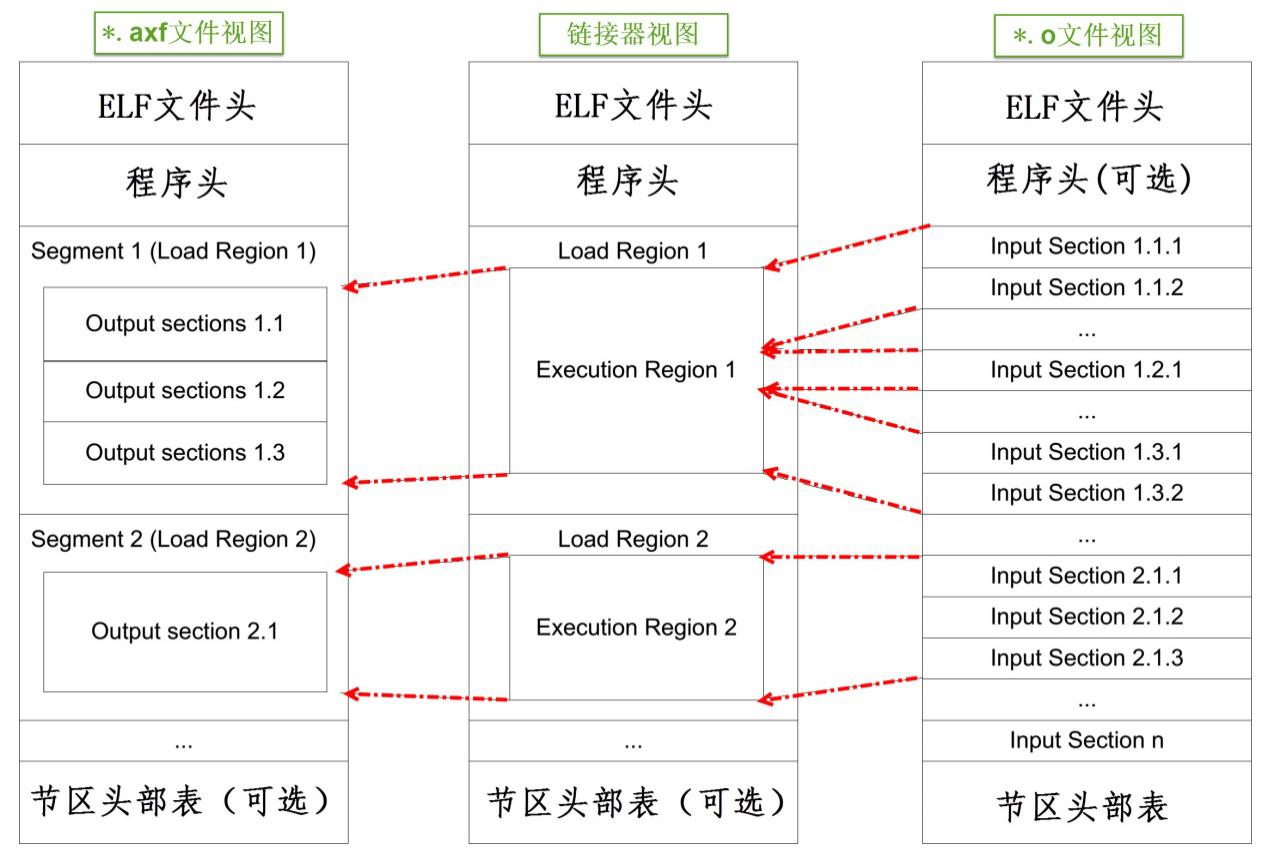 *. axf文件视图
ELF文件头
程序头
Segment 1 (Load Region 1)
Output sections 1.1
Output sections 1.2
Output sections 1.3
Segment 2 (Load Region 2)
Output section 2.1
...
节区头部表（可选）
链接器视图
ELF文件头
程序头
Load Region 1
Execution Region 1
Load Region 2
Execution Region 2
...
节区头部表（可选）
*. o文件视图
ELF文件头
程序头(可选)
Input Section 1.1.1
Input Section 1.1.2
...
Input Section 1.2.1
...
Input Section 1.3.1
Input Section 1.3.2
...
Input Section 2.1.1
Input Section 2.1.2
Input Section 2.1.3
...
Input Section n
节区头部表